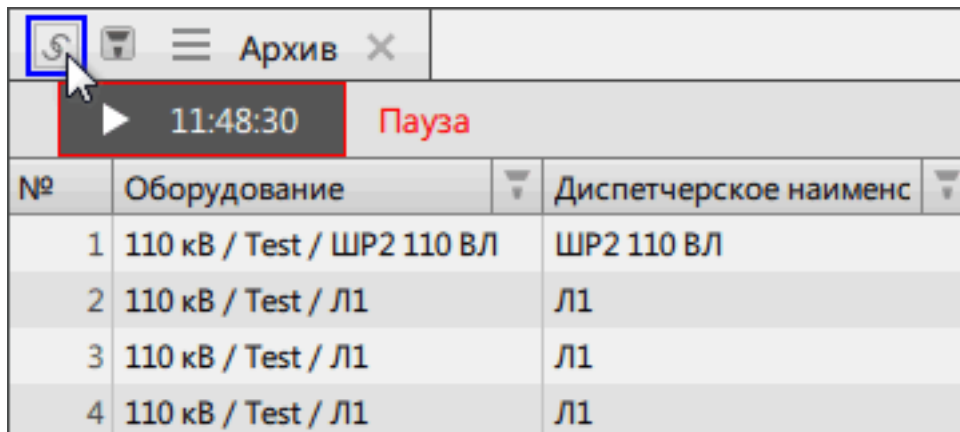 Архив
11:48:30 Пауза
№ Оборудование Диспетчерское наименс
1 110 кВ / Test / ШР2 110 ВЛ ШР2 110 ВЛ
2 110 кВ / Test / Л1 Л1
3 110 кВ / Test / Л1 Л1
4 110 кВ / Test / Л1 Л1